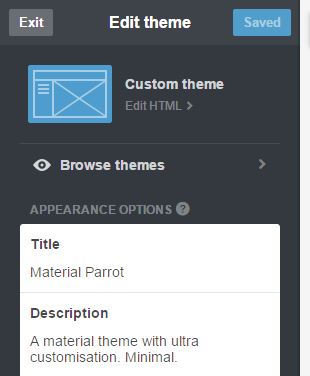 Exit Edit theme Saved
Custom theme
Edit HTML >
Browse themes >
APPEARANCE OPTIONS ?
Title
Material Parrot
Description
A material theme with ultra
customisation. Minimal.